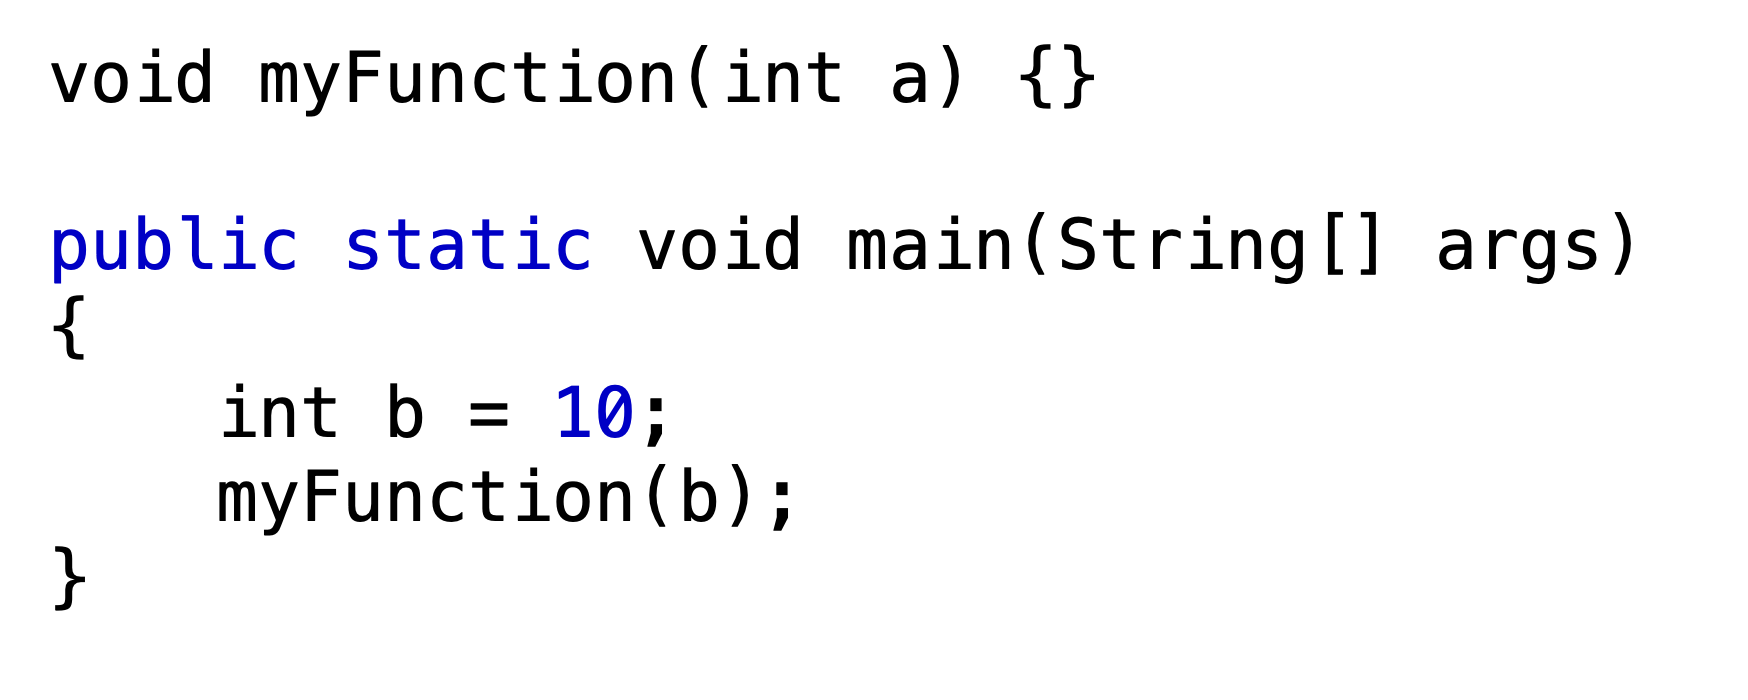 void myFunction(int a) {}
public static void main(String[] args)
{
    int b = 10;
    myFunction(b);
}